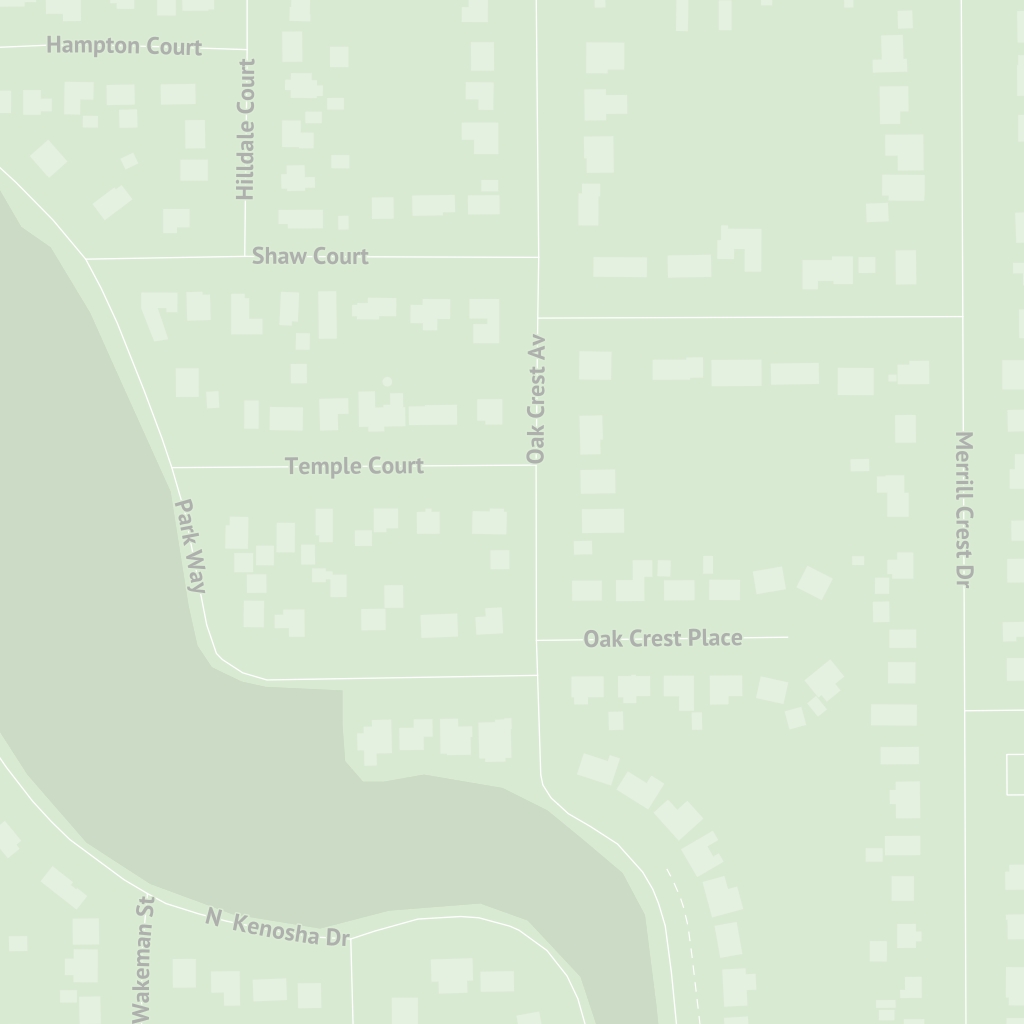 Hampton Court
Hilldale Court
Shaw Court
Oak Crest Av
Temple Court
Merrill Crest Dr
Park Way
Oak Crest Place
N Kenosha Dr
Wakeman St